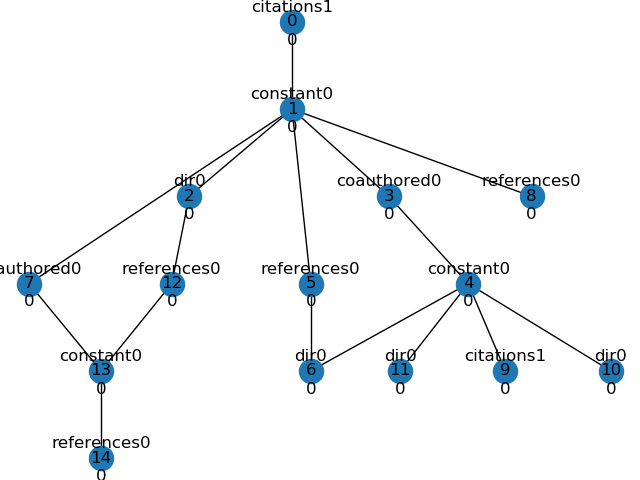 citations1
0
0
constant0
1
0
dir0 coauthored0 references0
2 3 8
0 0 0
authored0 references0 references0 constant0
7 12 5 4
0 0 0 0
constant0 dir0 dir0 citations1 dir0
13 6 11 9 10
0 0 0 0 0
references0
14
0